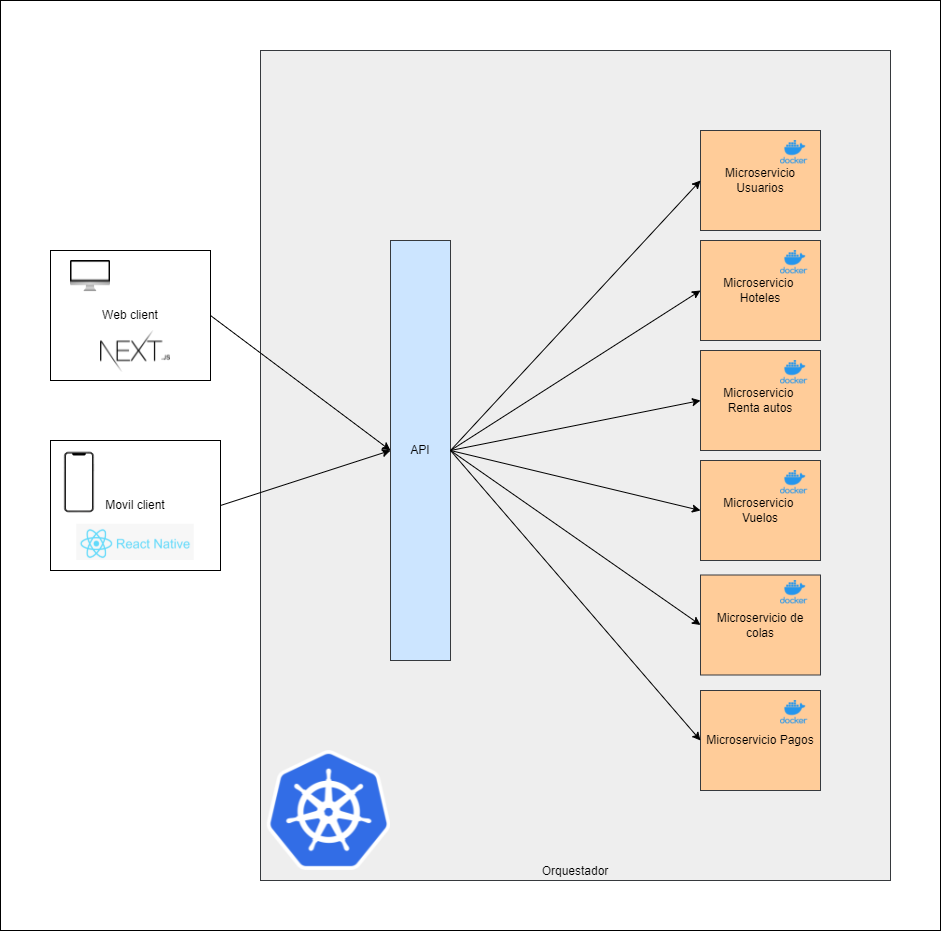 Web client
NEXT.JS
Movil client
React Native
API
docker
Microservicio
Usuarios
docker
Microservicio
Hoteles
docker
Microservicio
Renta autos
docker
Microservicio
Vuelos
docker
Microservicio de
colas
docker
Microservicio Pagos
Orquestador